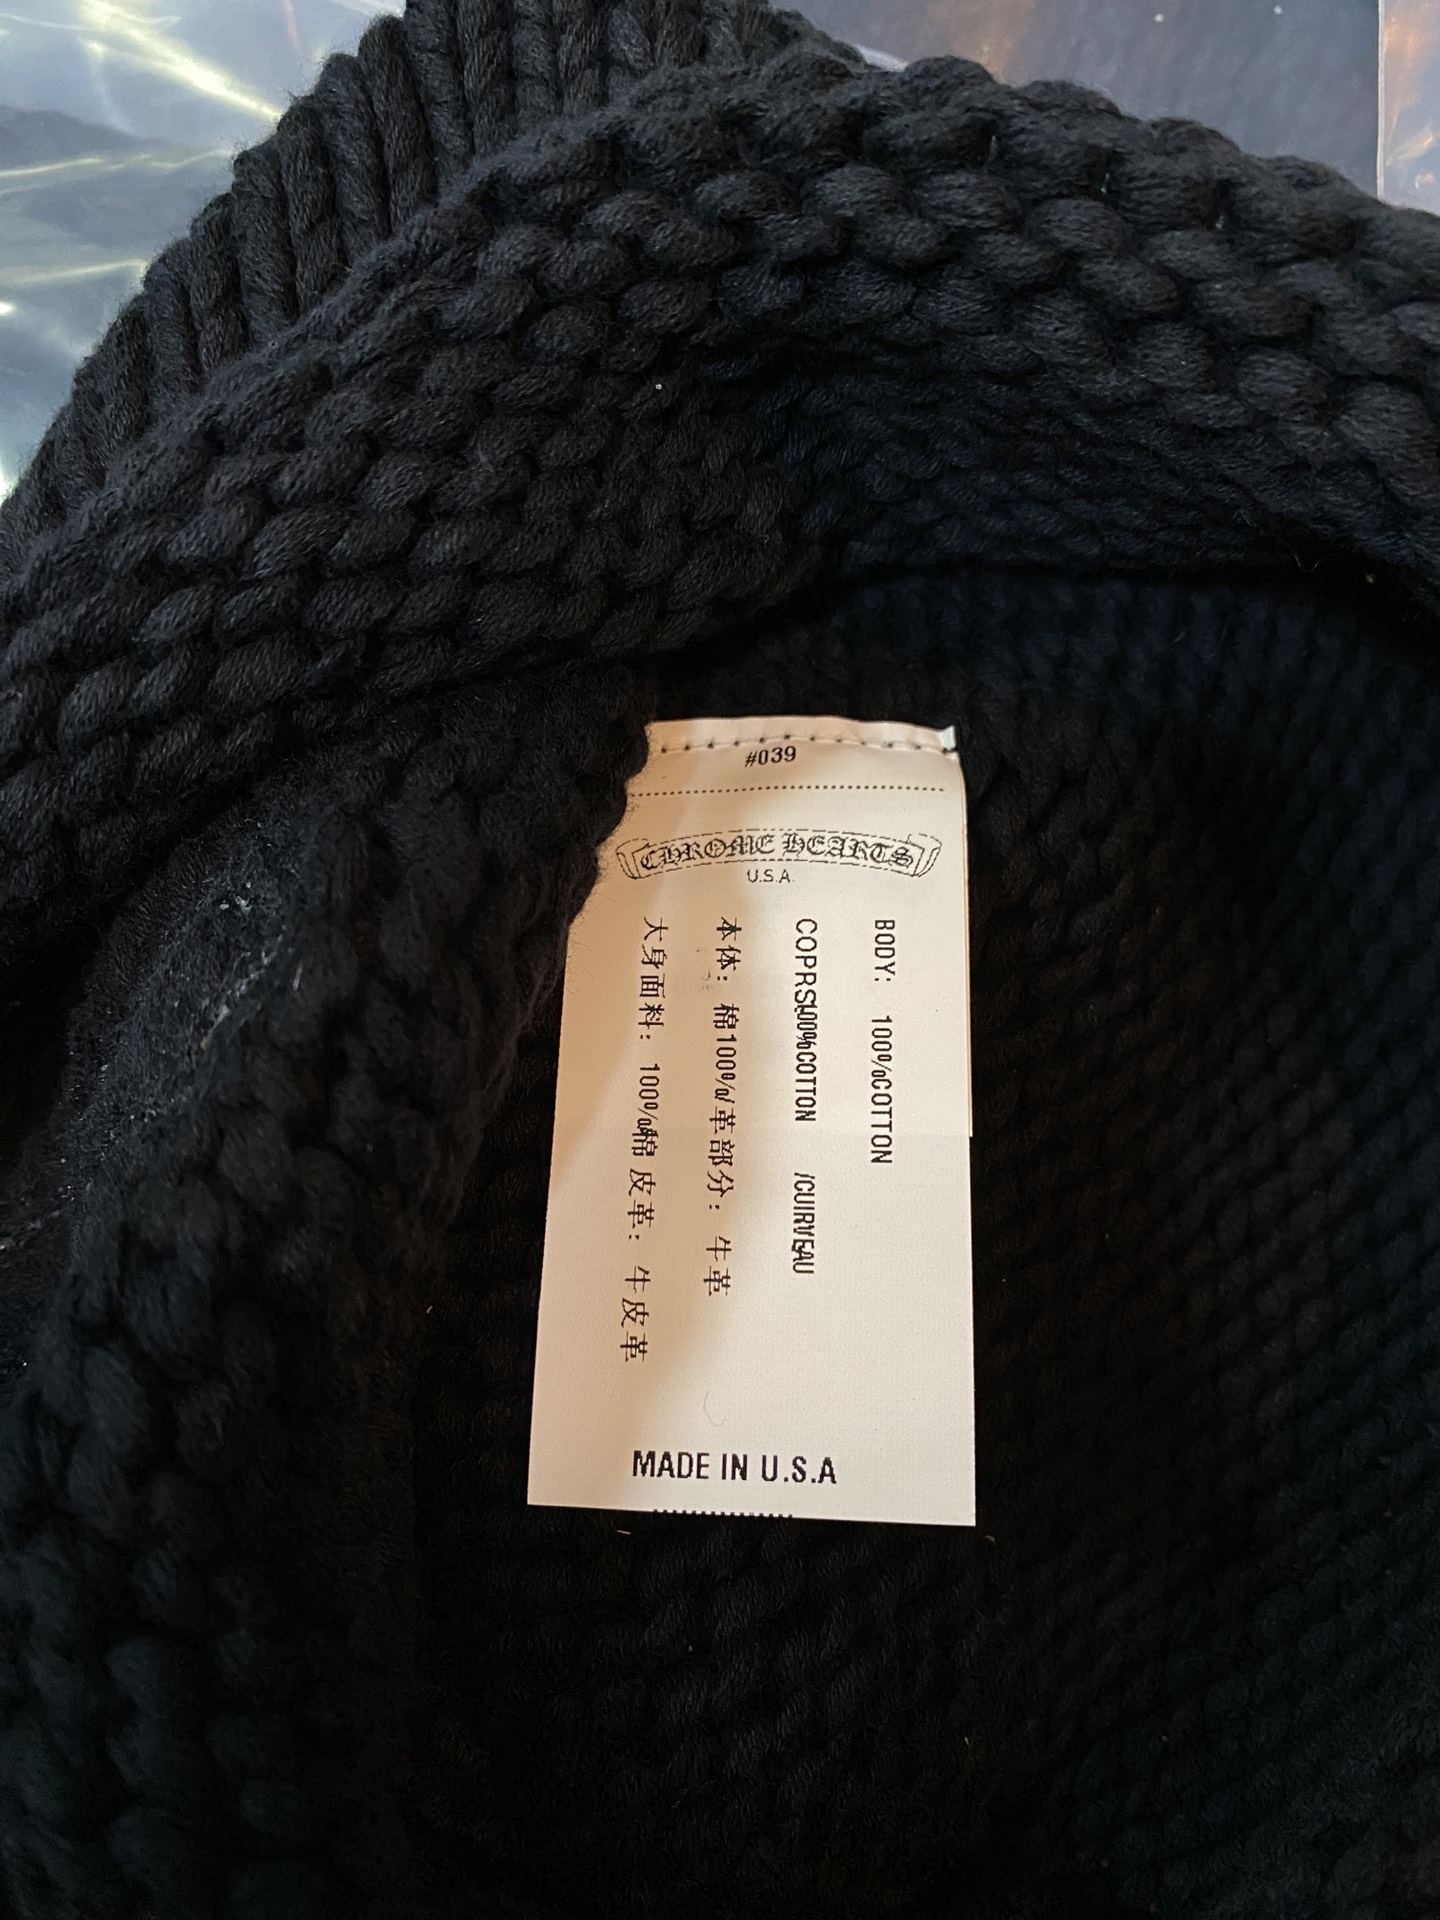 #039
CHROME HEARTS
U.S.A.
BODY: 100%COTTON
COPRS100%COTTON /CUIRVEAU
本体: 棉100%/革部分: 牛革
大身面料: 100%棉 皮革: 牛皮革
MADE IN U.S.A